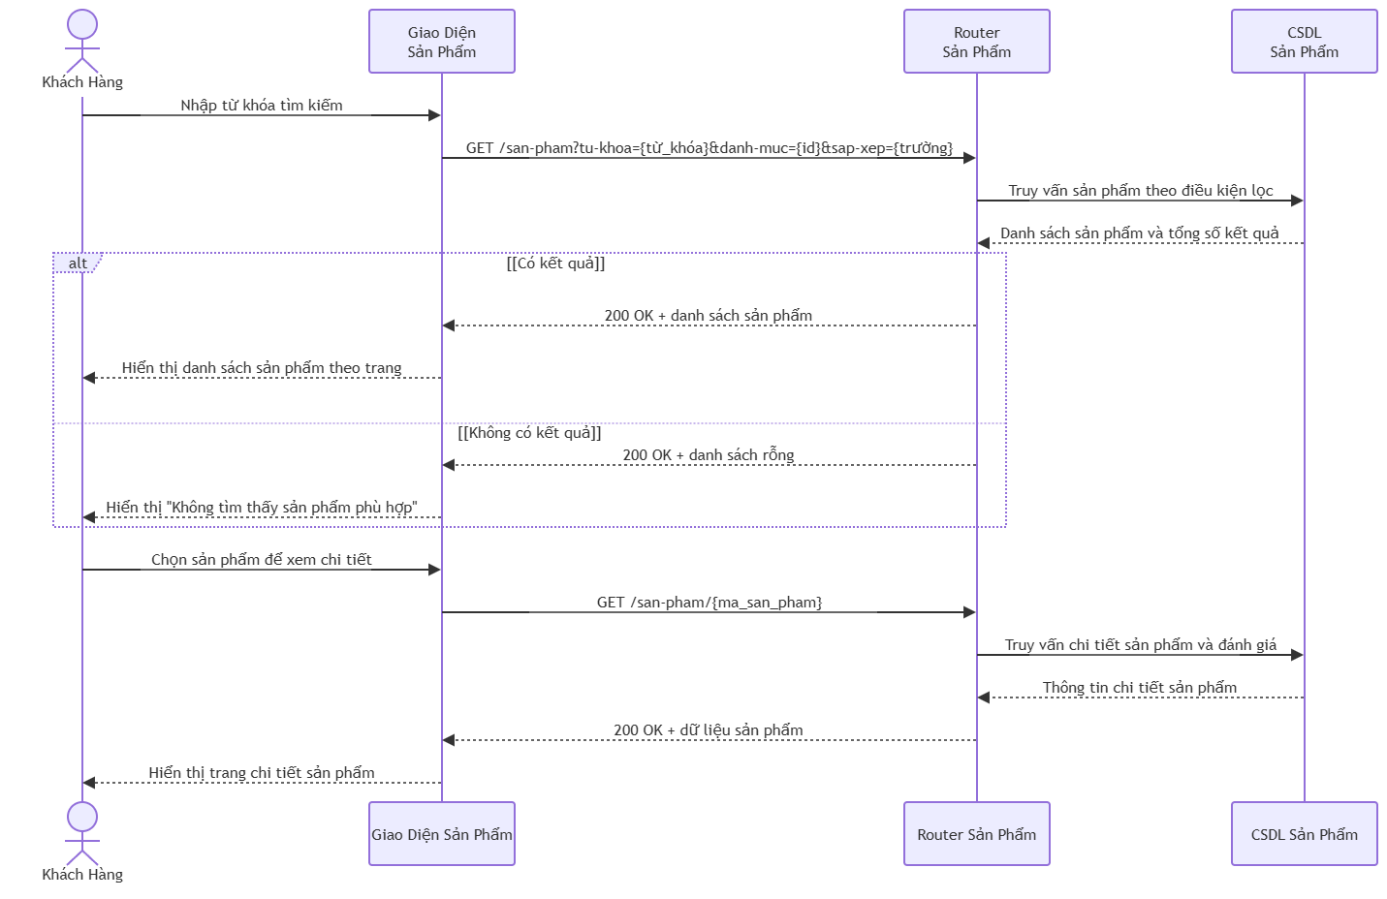 Khách Hàng
Giao Diện
Sản Phẩm
Router
Sản Phẩm
CSDL
Sản Phẩm
Nhập từ khóa tìm kiếm
GET /san-pham?tu-khoa={từ_khóa}&danh-muc={id}&sap-xep={trường}
Truy vấn sản phẩm theo điều kiện lọc
Danh sách sản phẩm và tổng số kết quả
alt
[[Có kết quả]]
200 OK + danh sách sản phẩm
Hiển thị danh sách sản phẩm theo trang
[[Không có kết quả]]
200 OK + danh sách rỗng
Hiển thị "Không tìm thấy sản phẩm phù hợp"
Chọn sản phẩm để xem chi tiết
GET /san-pham/{ma_san_pham}
Truy vấn chi tiết sản phẩm và đánh giá
Thông tin chi tiết sản phẩm
200 OK + dữ liệu sản phẩm
Hiển thị trang chi tiết sản phẩm
Khách Hàng
Giao Diện Sản Phẩm
Router Sản Phẩm
CSDL Sản Phẩm